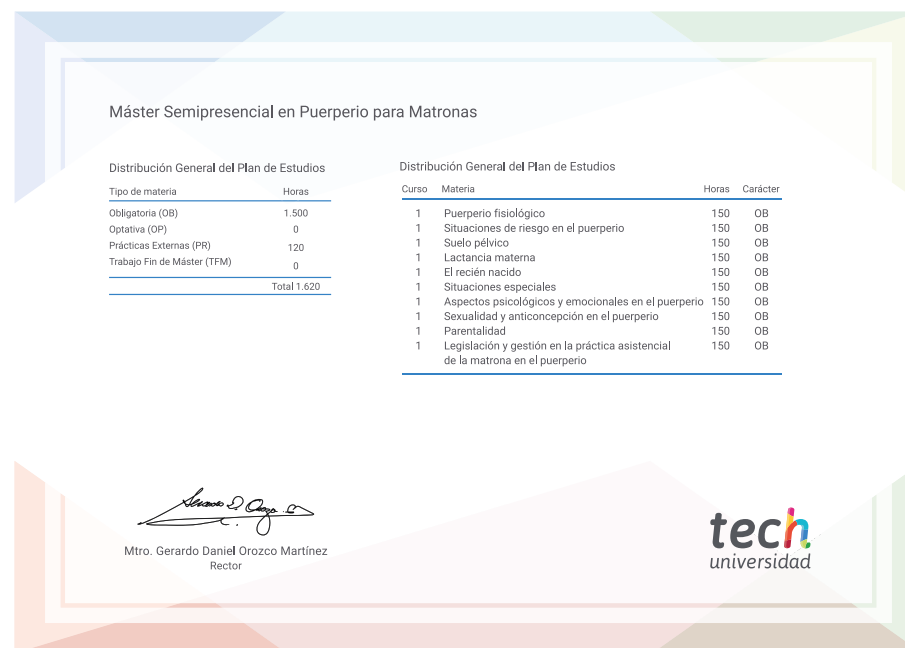 Máster Semipresencial en Puerperio para Matronas
Distribución General del Plan de Estudios
Tipo de materia Horas
Obligatoria (OB) 1.500
Optativa (OP) 0
Prácticas Externas (PR) 120
Trabajo Fin de Máster (TFM) 0
Total 1.620
Distribución General del Plan de Estudios
Curso Materia Horas Carácter
1 Puerperio fisiológico 150 OB
1 Situaciones de riesgo en el puerperio 150 OB
1 Suelo pélvico 150 OB
1 Lactancia materna 150 OB
1 El recién nacido 150 OB
1 Situaciones especiales 150 OB
1 Aspectos psicológicos y emocionales en el puerperio 150 OB
1 Sexualidad y anticoncepción en el puerperio 150 OB
1 Parentalidad 150 OB
1 Legislación y gestión en la práctica asistencial 150 OB
de la matrona en el puerperio
Mtro. Gerardo Daniel Orozco Martínez
Rector
tech
universidad